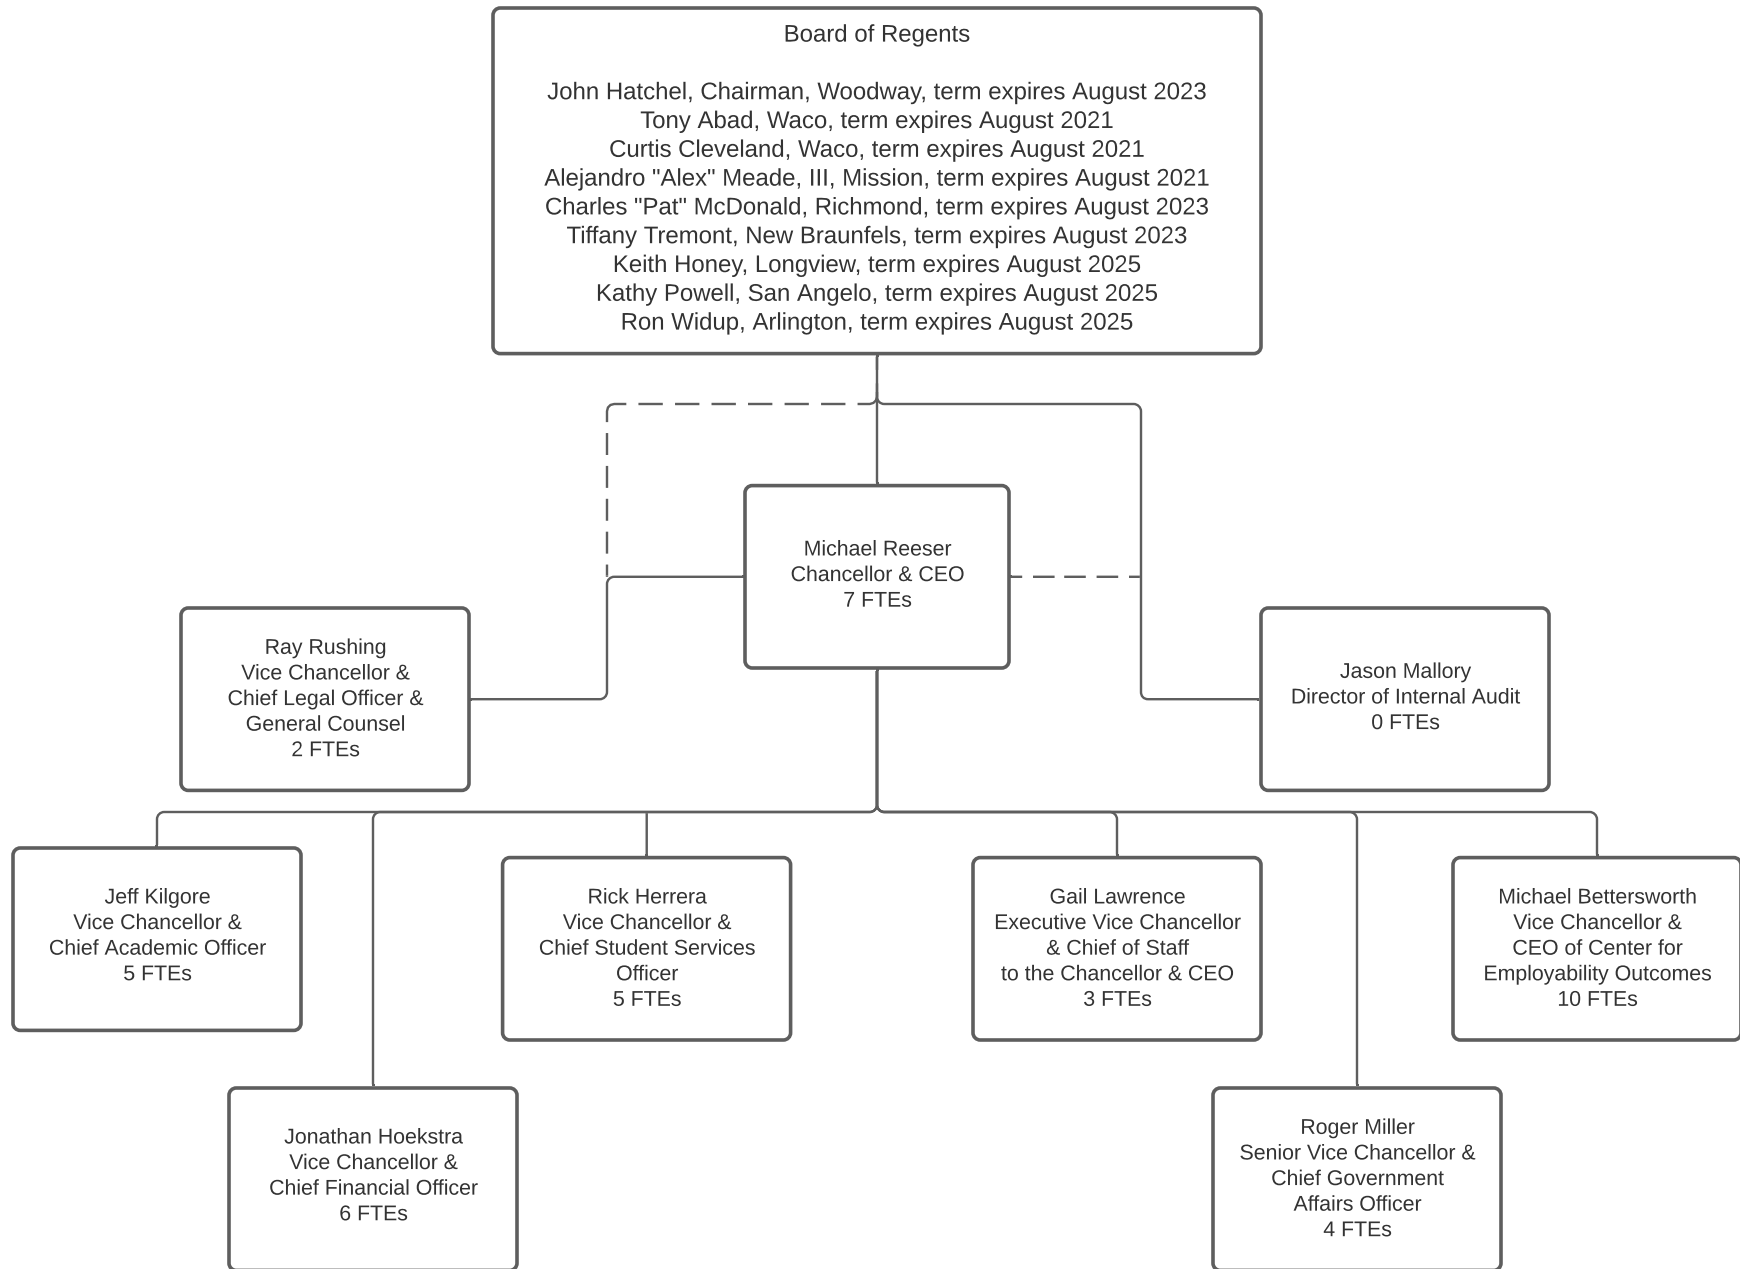 Board of Regents
John Hatchel, Chairman, Woodway, term expires August 2023
Tony Abad, Waco, term expires August 2021
Curtis Cleveland, Waco, term expires August 2021
Alejandro "Alex" Meade, III, Mission, term expires August 2021
Charles "Pat" McDonald, Richmond, term expires August 2023
Tiffany Tremont, New Braunfels, term expires August 2023
Keith Honey, Longview, term expires August 2025
Kathy Powell, San Angelo, term expires August 2025
Ron Widup, Arlington, term expires August 2025
Michael Reeser
Chancellor & CEO
7 FTEs
Ray Rushing
Vice Chancellor &
Chief Legal Officer &
General Counsel
2 FTEs
Jason Mallory
Director of Internal Audit
0 FTEs
Jeff Kilgore
Vice Chancellor &
Chief Academic Officer
5 FTEs
Rick Herrera
Vice Chancellor &
Chief Student Services
Officer
5 FTEs
Gail Lawrence
Executive Vice Chancellor
& Chief of Staff
to the Chancellor & CEO
3 FTEs
Michael Bettersworth
Vice Chancellor &
CEO of Center for
Employability Outcomes
10 FTEs
Jonathan Hoekstra
Vice Chancellor &
Chief Financial Officer
6 FTEs
Roger Miller
Senior Vice Chancellor &
Chief Government
Affairs Officer
4 FTEs